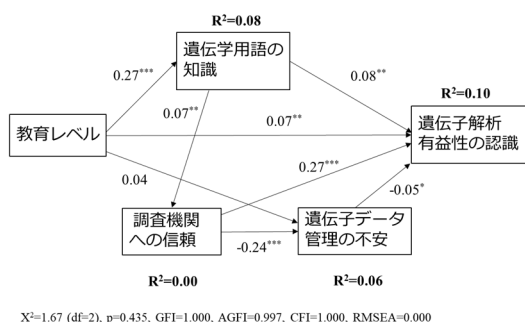 R²=0.08
遺伝学用語の
知識
0.27***
0.08**
R²=0.10
0.07**
0.07**
教育レベル
遺伝子解析
有益性の認識
0.27***
0.04
-0.05*
調査機関
への信頼
遺伝子データ
管理の不安
-0.24***
R²=0.00
R²=0.06
X²=1.67 (df=2), p=0.435, GFI=1.000, AGFI=0.997, CFI=1.000, RMSEA=0.000